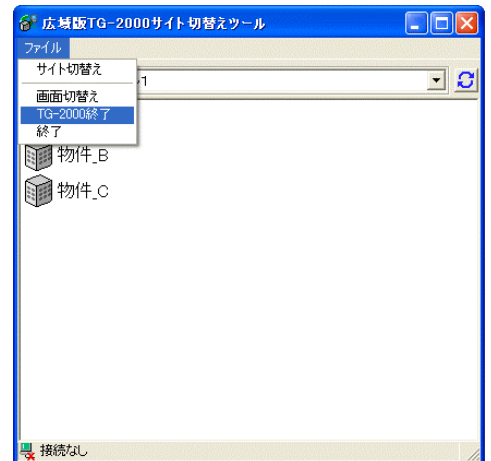 広域版TG-2000サイト切替えツール
ファイル
サイト切替え
1
画面切替え
TG-2000終了
終了
物件_B
物件_C
接続なし